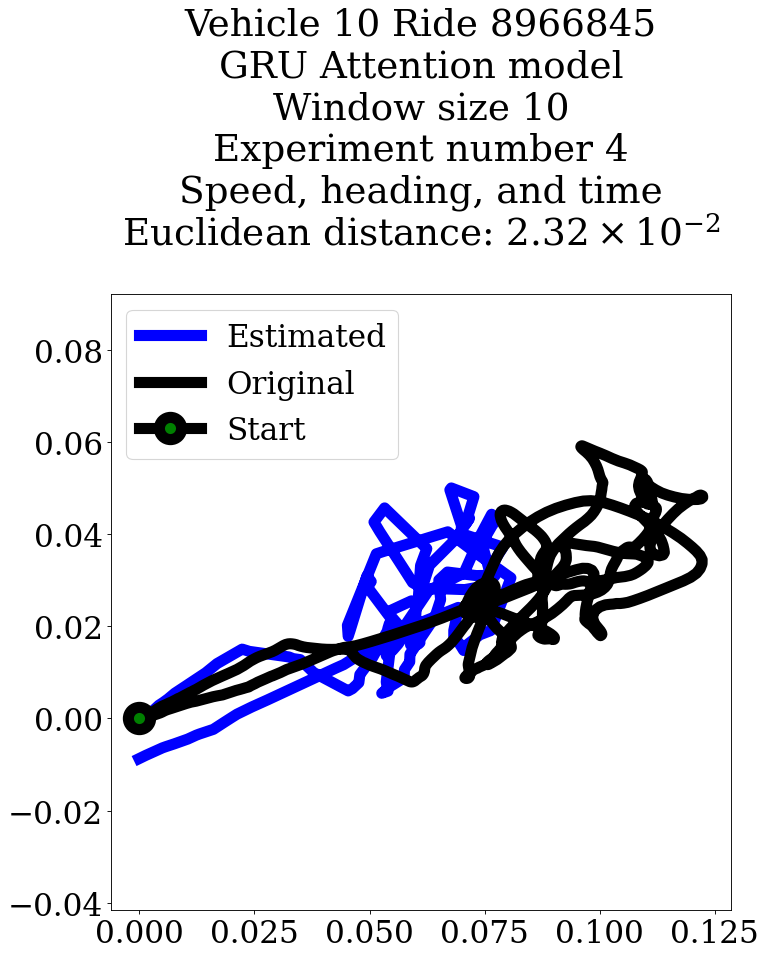 Vehicle 10 Ride 8966845
GRU Attention model
Window size 10
Experiment number 4
Speed, heading, and time
Euclidean distance: 2.32 × 10⁻²
Estimated
Original
Start
0.08
0.06
0.04
0.02
0.00
−0.02
−0.04
0.000 0.025 0.050 0.075 0.100 0.125